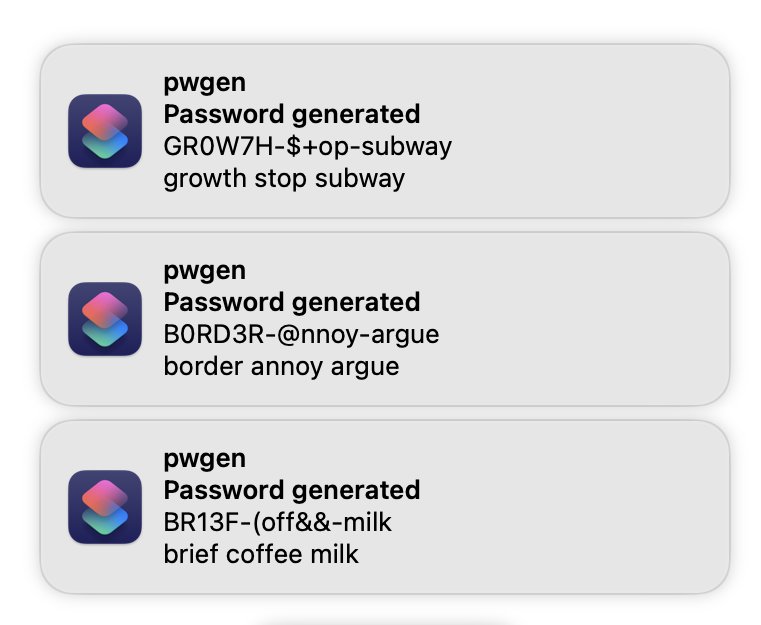 pwgen
Password generated
GR0W7H-$+op-subway
growth stop subway
pwgen
Password generated
B0RD3R-@nnoy-argue
border annoy argue
pwgen
Password generated
BR13F-(off&&-milk
brief coffee milk